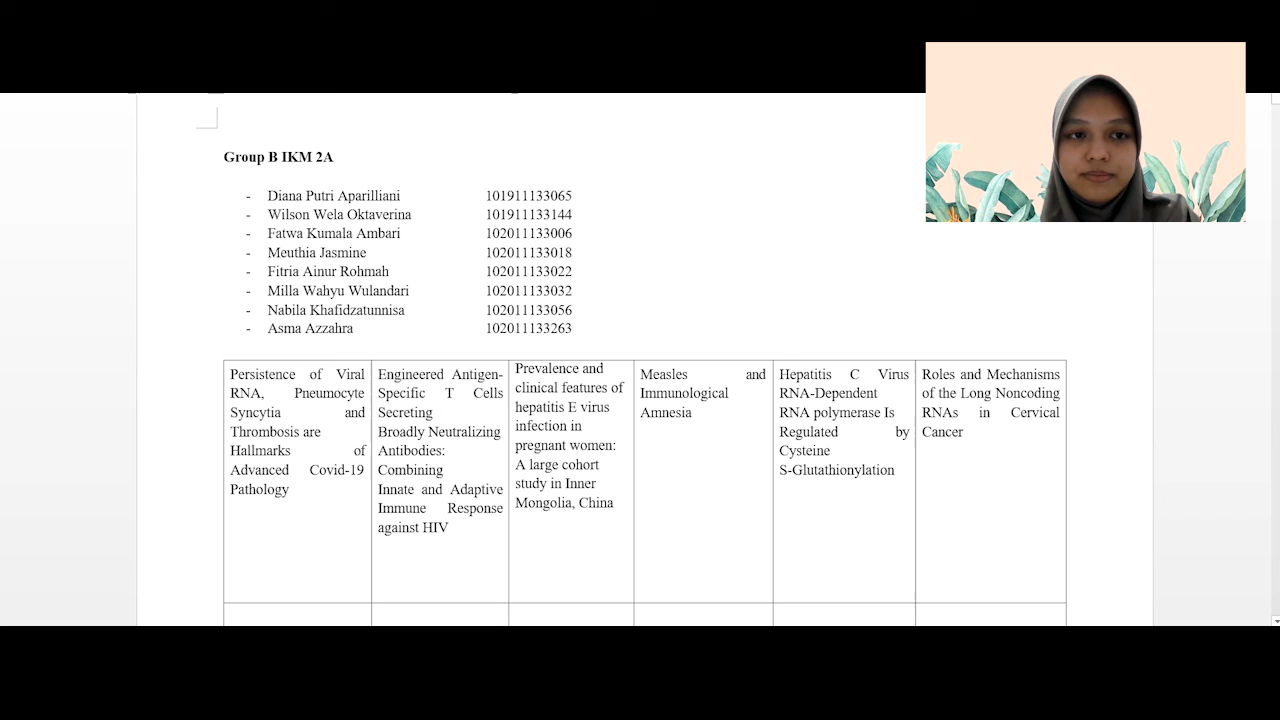 Group B IKM 2A
- Diana Putri Aparilliani 101911133065
- Wilson Wela Oktaverina 101911133144
- Fatwa Kumala Ambari 102011133006
- Meuthia Jasmine 102011133018
- Fitria Ainur Rohmah 102011133022
- Milla Wahyu Wulandari 102011133032
- Nabila Khafidzatunnisa 102011133056
- Asma Azzahra 102011133263
Persistence of Viral
RNA, Pneumocyte
Syncytia and
Thrombosis are
Hallmarks of
Advanced Covid-19
Pathology
Engineered Antigen-
Specific T Cells
Secreting
Broadly Neutralizing
Antibodies:
Combining
Innate and Adaptive
Immune Response
against HIV
Prevalence and
clinical features of
hepatitis E virus
infection in
pregnant women:
A large cohort
study in Inner
Mongolia, China
Measles and
Immunological
Amnesia
Hepatitis C Virus
RNA-Dependent
RNA polymerase Is
Regulated by
Cysteine
S-Glutathionylation
Roles and Mechanisms
of the Long Noncoding
RNAs in Cervical
Cancer